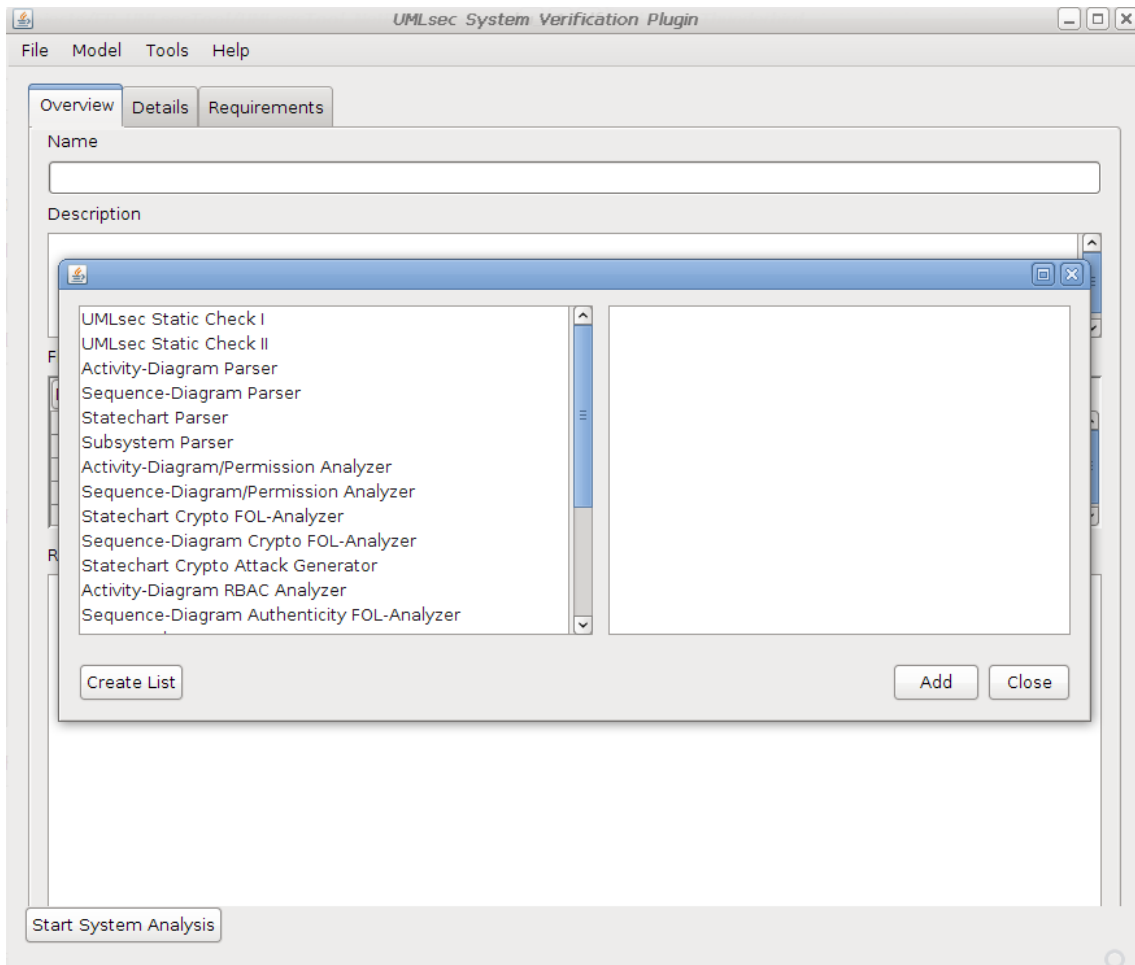 UMLsec System Verification Plugin
File Model Tools Help
Overview Details Requirements
Name
Description
UMLsec Static Check I
UMLsec Static Check II
Activity-Diagram Parser
Sequence-Diagram Parser
Statechart Parser
Subsystem Parser
Activity-Diagram/Permission Analyzer
Sequence-Diagram/Permission Analyzer
Statechart Crypto FOL-Analyzer
Sequence-Diagram Crypto FOL-Analyzer
Statechart Crypto Attack Generator
Activity-Diagram RBAC Analyzer
Sequence-Diagram Authenticity FOL-Analyzer
Create List Add Close
Start System Analysis